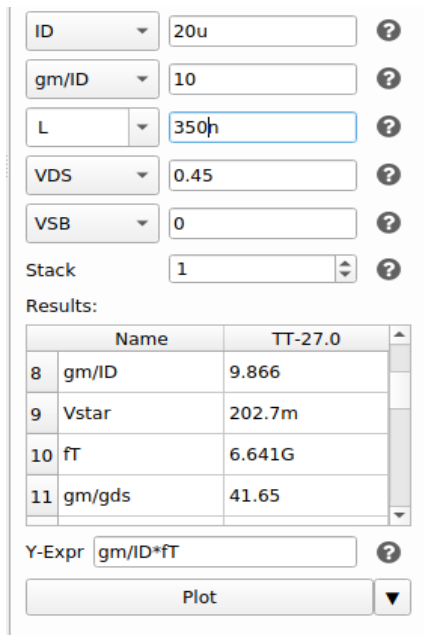 ID 20u ?
gm/ID 10 ?
L 350n ?
VDS 0.45 ?
VSB 0 ?
Stack 1 ?
Results:
Name TT-27.0
8 gm/ID 9.866
9 Vstar 202.7m
10 fT 6.641G
11 gm/gds 41.65
Y-Expr gm/ID*fT ?
Plot